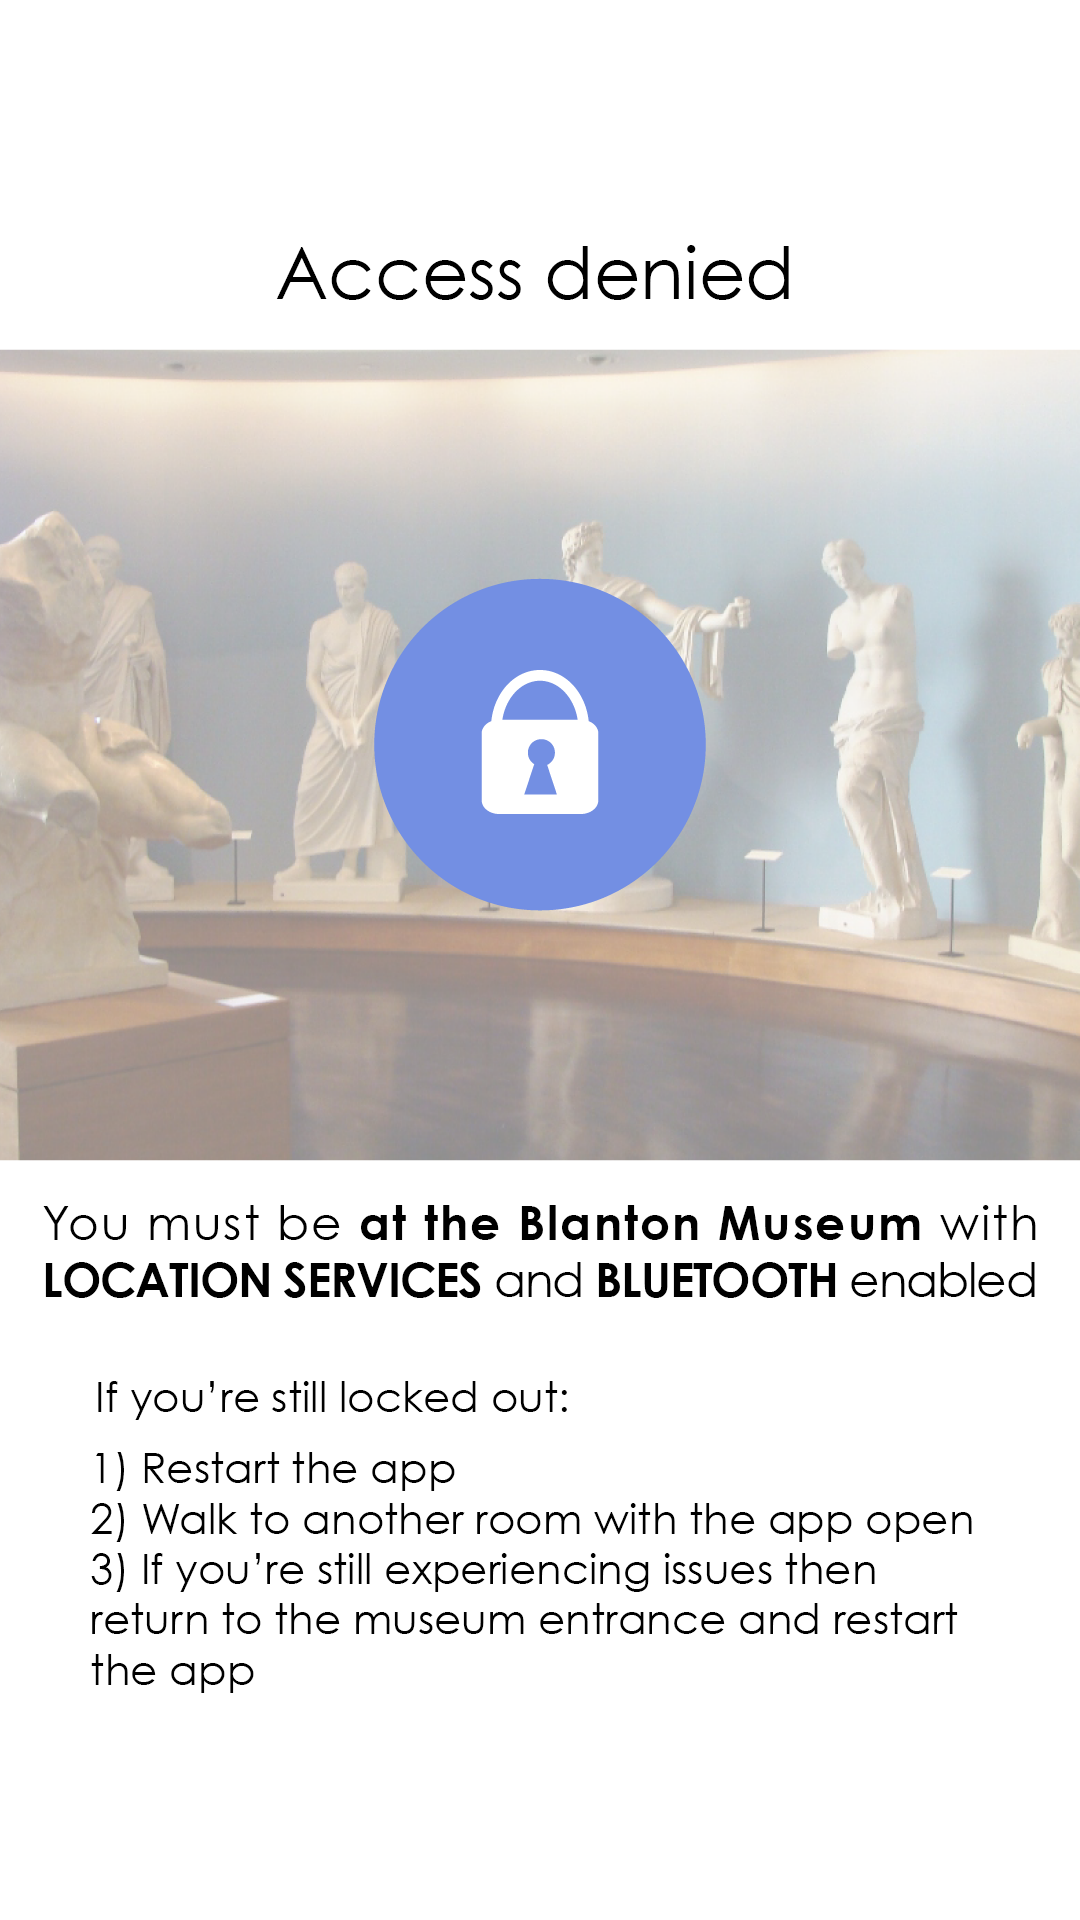 Access denied
You must be at the Blanton Museum with
LOCATION SERVICES and BLUETOOTH enabled
If you’re still locked out:
1) Restart the app
2) Walk to another room with the app open
3) If you’re still experiencing issues then
return to the museum entrance and restart
the app